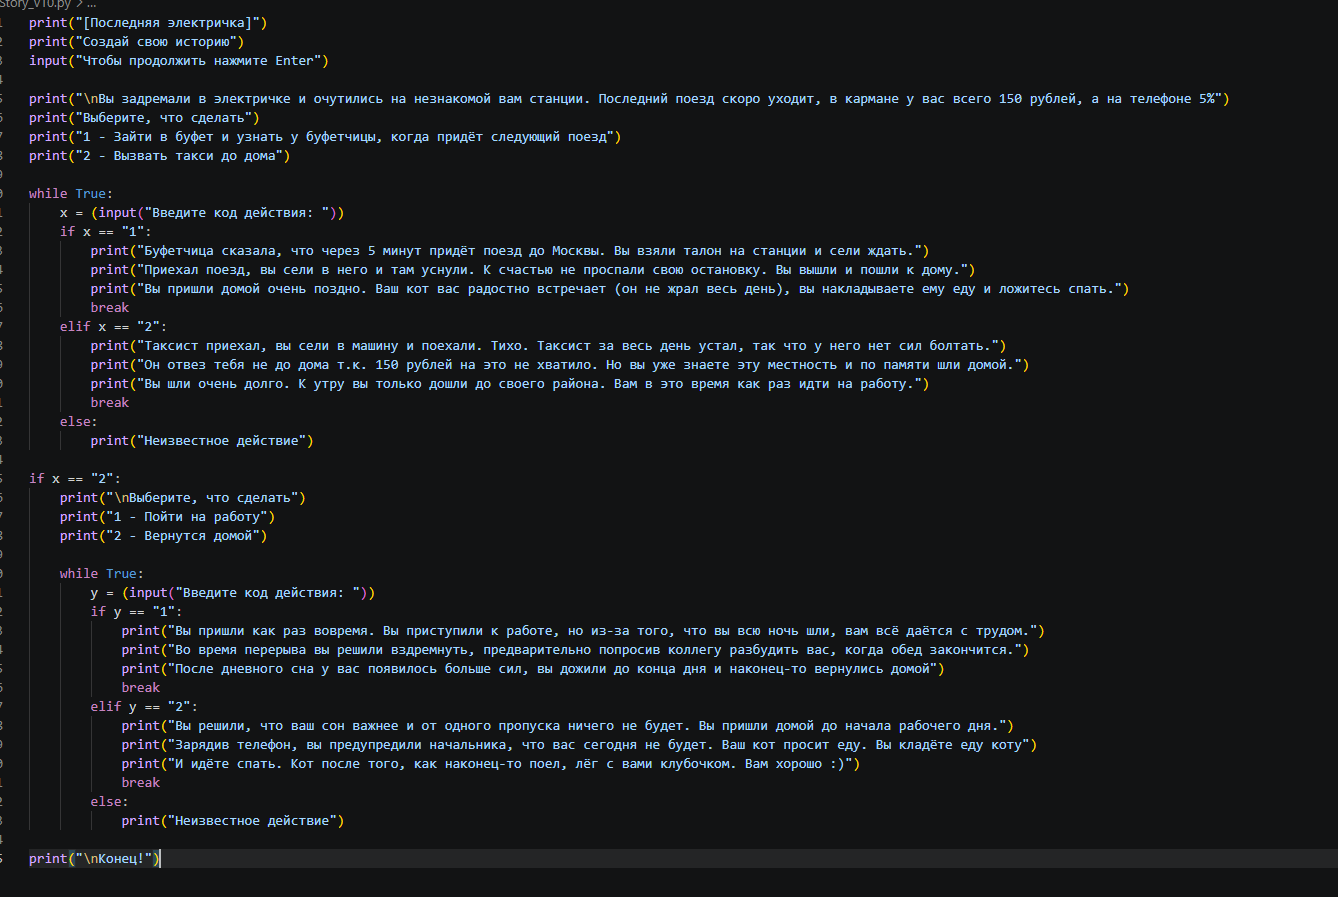 Story_v10.py > ...
print("[Последняя электричка]")
print("Создай свою историю")
input("Чтобы продолжить нажмите Enter")
print("\nВы задремали в электричке и очутились на незнакомой вам станции. Последний поезд скоро уходит, в кармане у вас всего 150 рублей, а на телефоне 5%")
print("Выберите, что сделать")
print("1 - Зайти в буфет и узнать у буфетчицы, когда придёт следующий поезд")
print("2 - Вызвать такси до дома")
while True:
x = (input("Введите код действия: "))
if x == "1":
print("Буфетчица сказала, что через 5 минут придёт поезд до Москвы. Вы взяли талон на станции и сели ждать.")
print("Приехал поезд, вы сели в него и там уснули. К счастью не проспали свою остановку. Вы вышли и пошли к дому.")
print("Вы пришли домой очень поздно. Ваш кот вас радостно встречает (он не жрал весь день), вы накладываете ему еду и ложитесь спать.")
break
elif x == "2":
print("Таксист приехал, вы сели в машину и поехали. Тихо. Таксист за весь день устал, так что у него нет сил болтать.")
print("Он отвез тебя не до дома т.к. 150 рублей на это не хватило. Но вы уже знаете эту местность и по памяти шли домой.")
print("Вы шли очень долго. К утру вы только дошли до своего района. Вам в это время как раз идти на работу.")
break
else:
print("Неизвестное действие")
if x == "2":
print("\nВыберите, что сделать")
print("1 - Пойти на работу")
print("2 - Вернутся домой")
while True:
y = (input("Введите код действия: "))
if y == "1":
print("Вы пришли как раз вовремя. Вы приступили к работе, но из-за того, что вы всю ночь шли, вам всё даётся с трудом.")
print("Во время перерыва вы решили вздремнуть, предварительно попросив коллегу разбудить вас, когда обед закончится.")
print("После дневного сна у вас появилось больше сил, вы дожили до конца дня и наконец-то вернулись домой")
break
elif y == "2":
print("Вы решили, что ваш сон важнее и от одного пропуска ничего не будет. Вы пришли домой до начала рабочего дня.")
print("Зарядив телефон, вы предупредили начальника, что вас сегодня не будет. Ваш кот просит еду. Вы кладёте еду коту")
print("И идёте спать. Кот после того, как наконец-то поел, лёг с вами клубочком. Вам хорошо :)")
break
else:
print("Неизвестное действие")
print("\nКонец!")